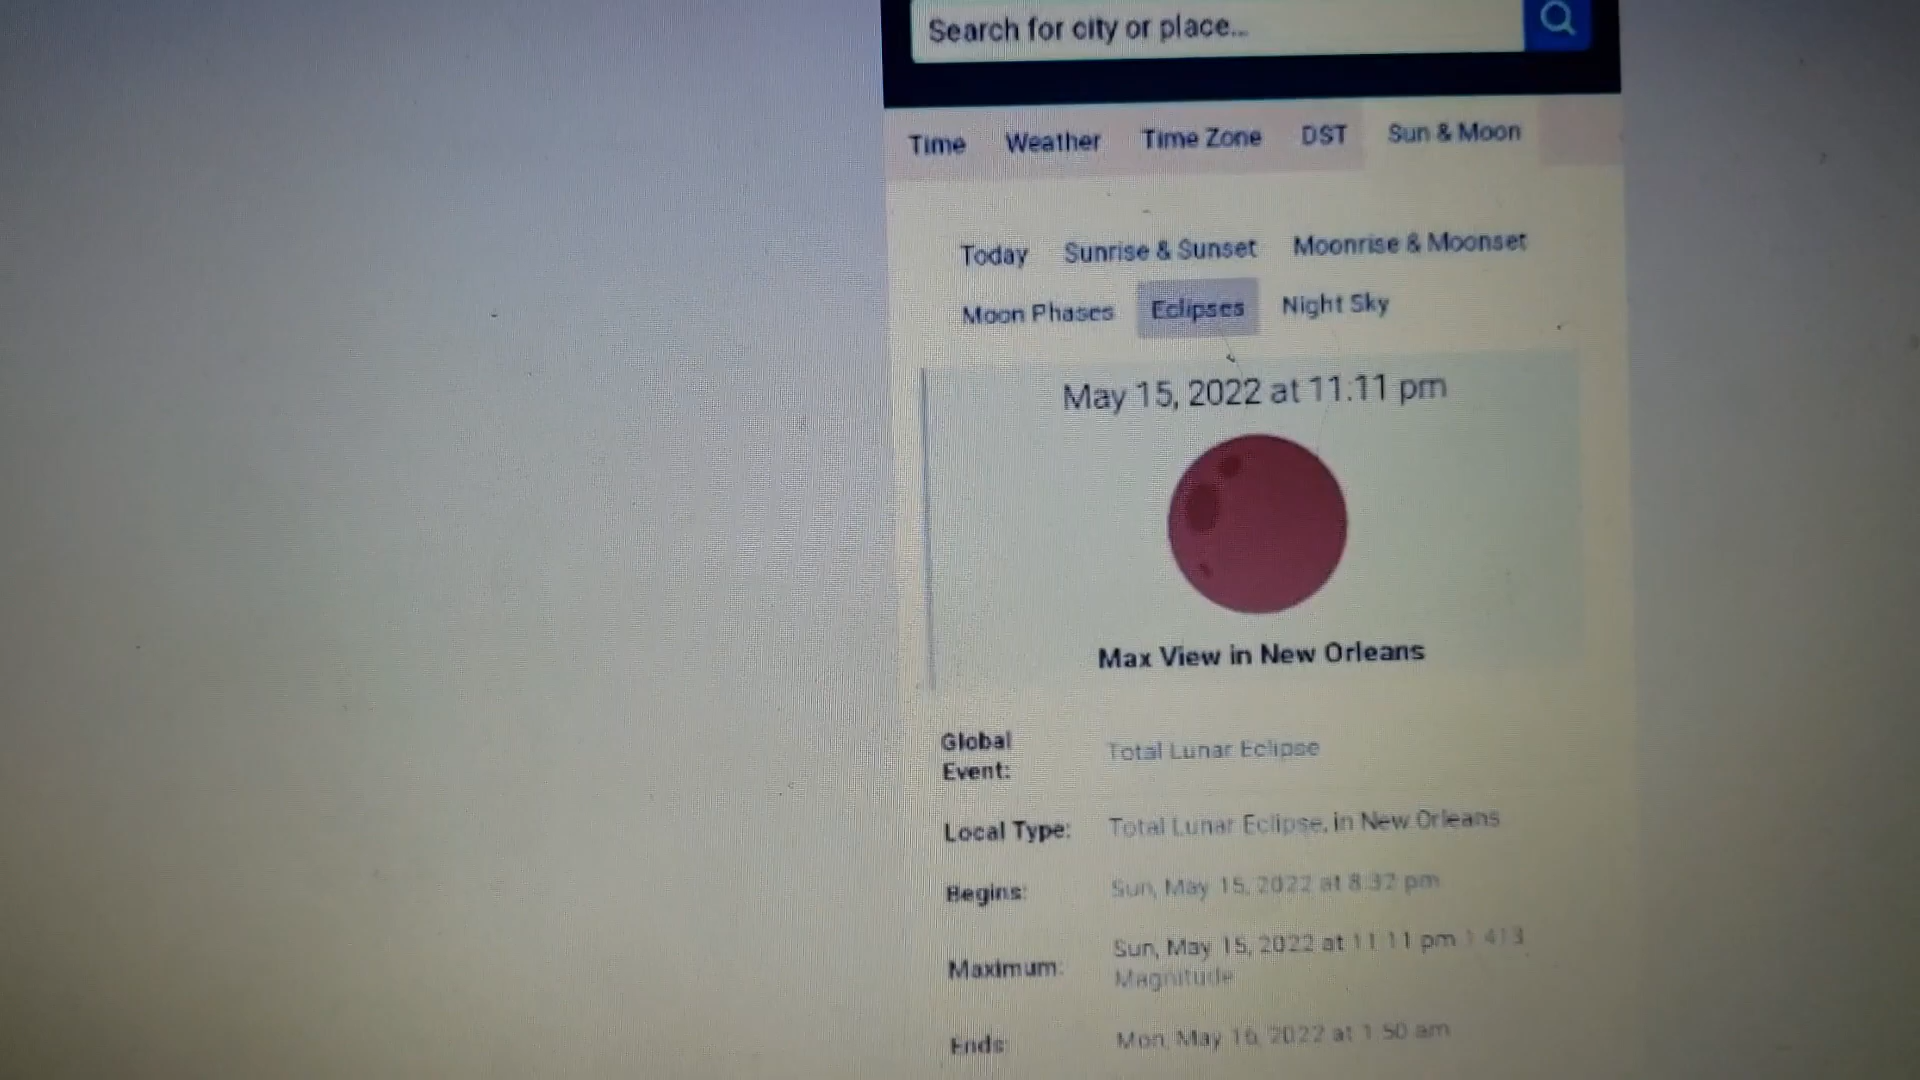 Search for city or place...
Time Weather Time Zone DST Sun & Moon
Today Sunrise & Sunset Moonrise & Moonset
Moon Phases Eclipses Night Sky
May 15, 2022 at 11:11 pm
Max View in New Orleans
Global Event: Total Lunar Eclipse
Local Type: Total Lunar Eclipse, in New Orleans
Begins: Sun, May 15, 2022 at 8:32 pm
Maximum: Sun, May 15, 2022 at 11:11 pm 1.413
Magnitude
Ends: Mon, May 16, 2022 at 1:50 am